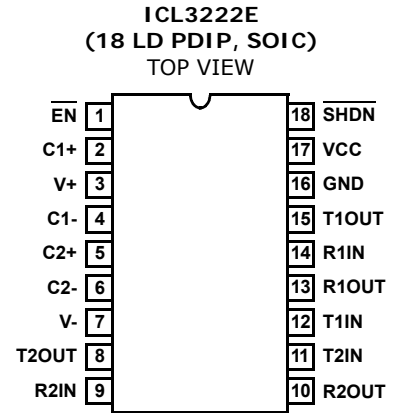 ICL3222E
(18 LD PDIP, SOIC)
TOP VIEW
EN 1 18 SHDN
C1+ 2 17 VCC
V+ 3 16 GND
C1- 4 15 T1OUT
C2+ 5 14 R1IN
C2- 6 13 R1OUT
V- 7 12 T1IN
T2OUT 8 11 T2IN
R2IN 9 10 R2OUT